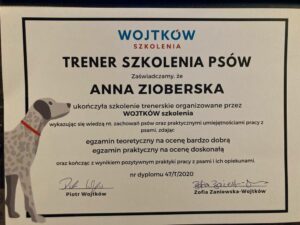 WOJTKÓW
SZKOLENIA
TRENER SZKOLENIA PSÓW
Zaświadczamy, że
ANNA ZIOBERSKA
ukończyła szkolenie trenerskie organizowane przez
WOJTKÓW szkolenia
wykazując się wiedzą nt. zachowań psów oraz praktycznymi umiejętnościami pracy z
psami, zdając:
egzamin teoretyczny na ocenę bardzo dobrą
egzamin praktyczny na ocenę doskonałą
oraz kończąc z wynikiem pozytywnym praktykę pracy z psami i ich opiekunami.
nr dyplomu 47/T/2020
Piotr Wojtków
Zofia Zaniewska-Wojtków